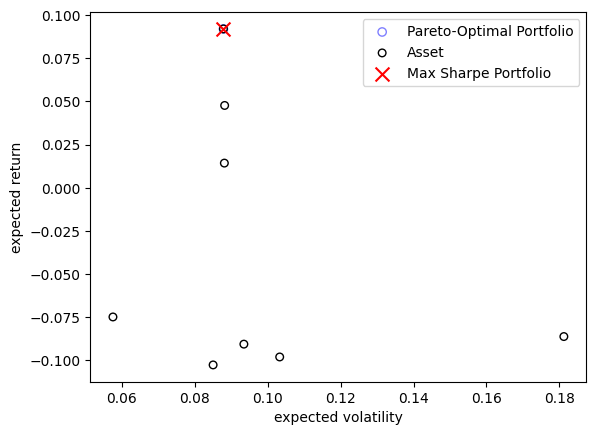 0.100
0.075
0.050
0.025
0.000
−0.025
−0.050
−0.075
−0.100
expected return
Pareto-Optimal Portfolio
Asset
Max Sharpe Portfolio
0.06 0.08 0.10 0.12 0.14 0.16 0.18
expected volatility